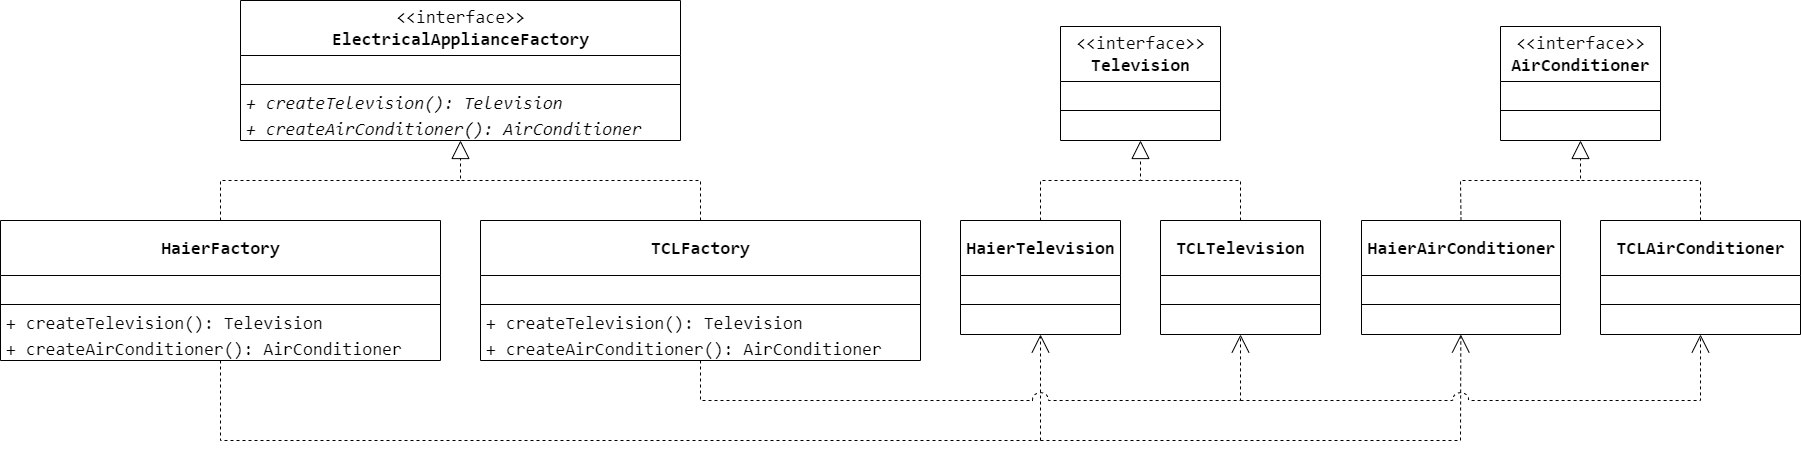 <<interface>>
ElectricalApplianceFactory
+ createTelevision(): Television
+ createAirConditioner(): AirConditioner
<<interface>>
Television
<<interface>>
AirConditioner
HaierFactory
+ createTelevision(): Television
+ createAirConditioner(): AirConditioner
TCLFactory
+ createTelevision(): Television
+ createAirConditioner(): AirConditioner
HaierTelevision
TCLTelevision
HaierAirConditioner
TCLAirConditioner